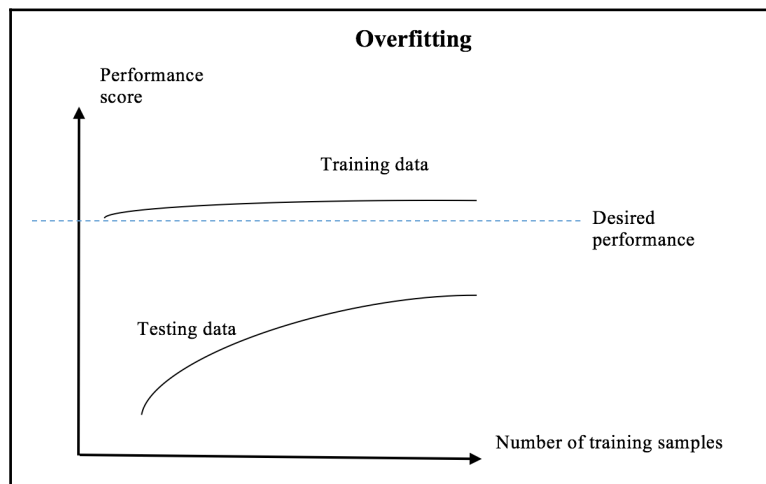 Overfitting
Performance
score
Training data
Desired
performance
Testing data
Number of training samples